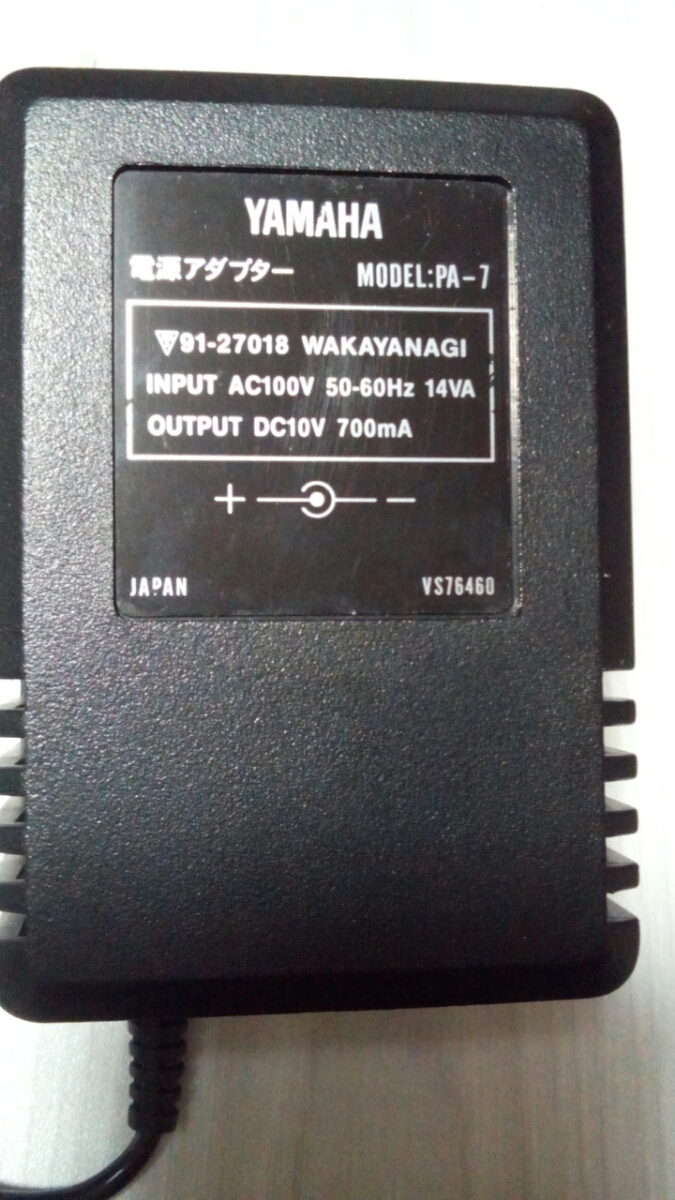 YAMAHA
電源アダプター MODEL:PA-7
91-27018 WAKAYANAGI
INPUT AC100V 50-60Hz 14VA
OUTPUT DC10V 700mA
+ −
JAPAN VS76460